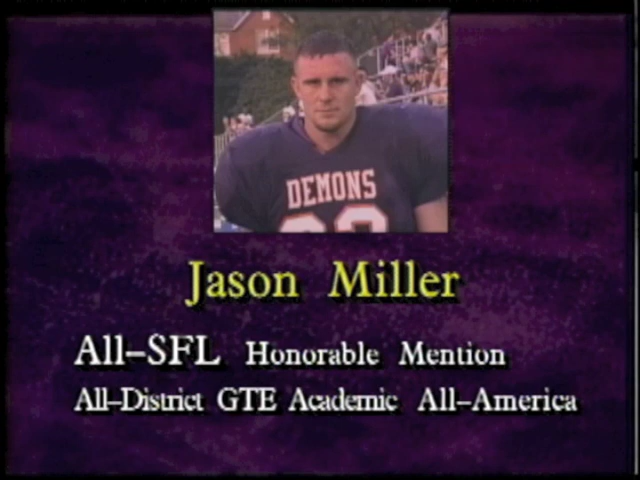 DEMONS
Jason Miller
All-SFL Honorable Mention
All-District GTE Academic All-America